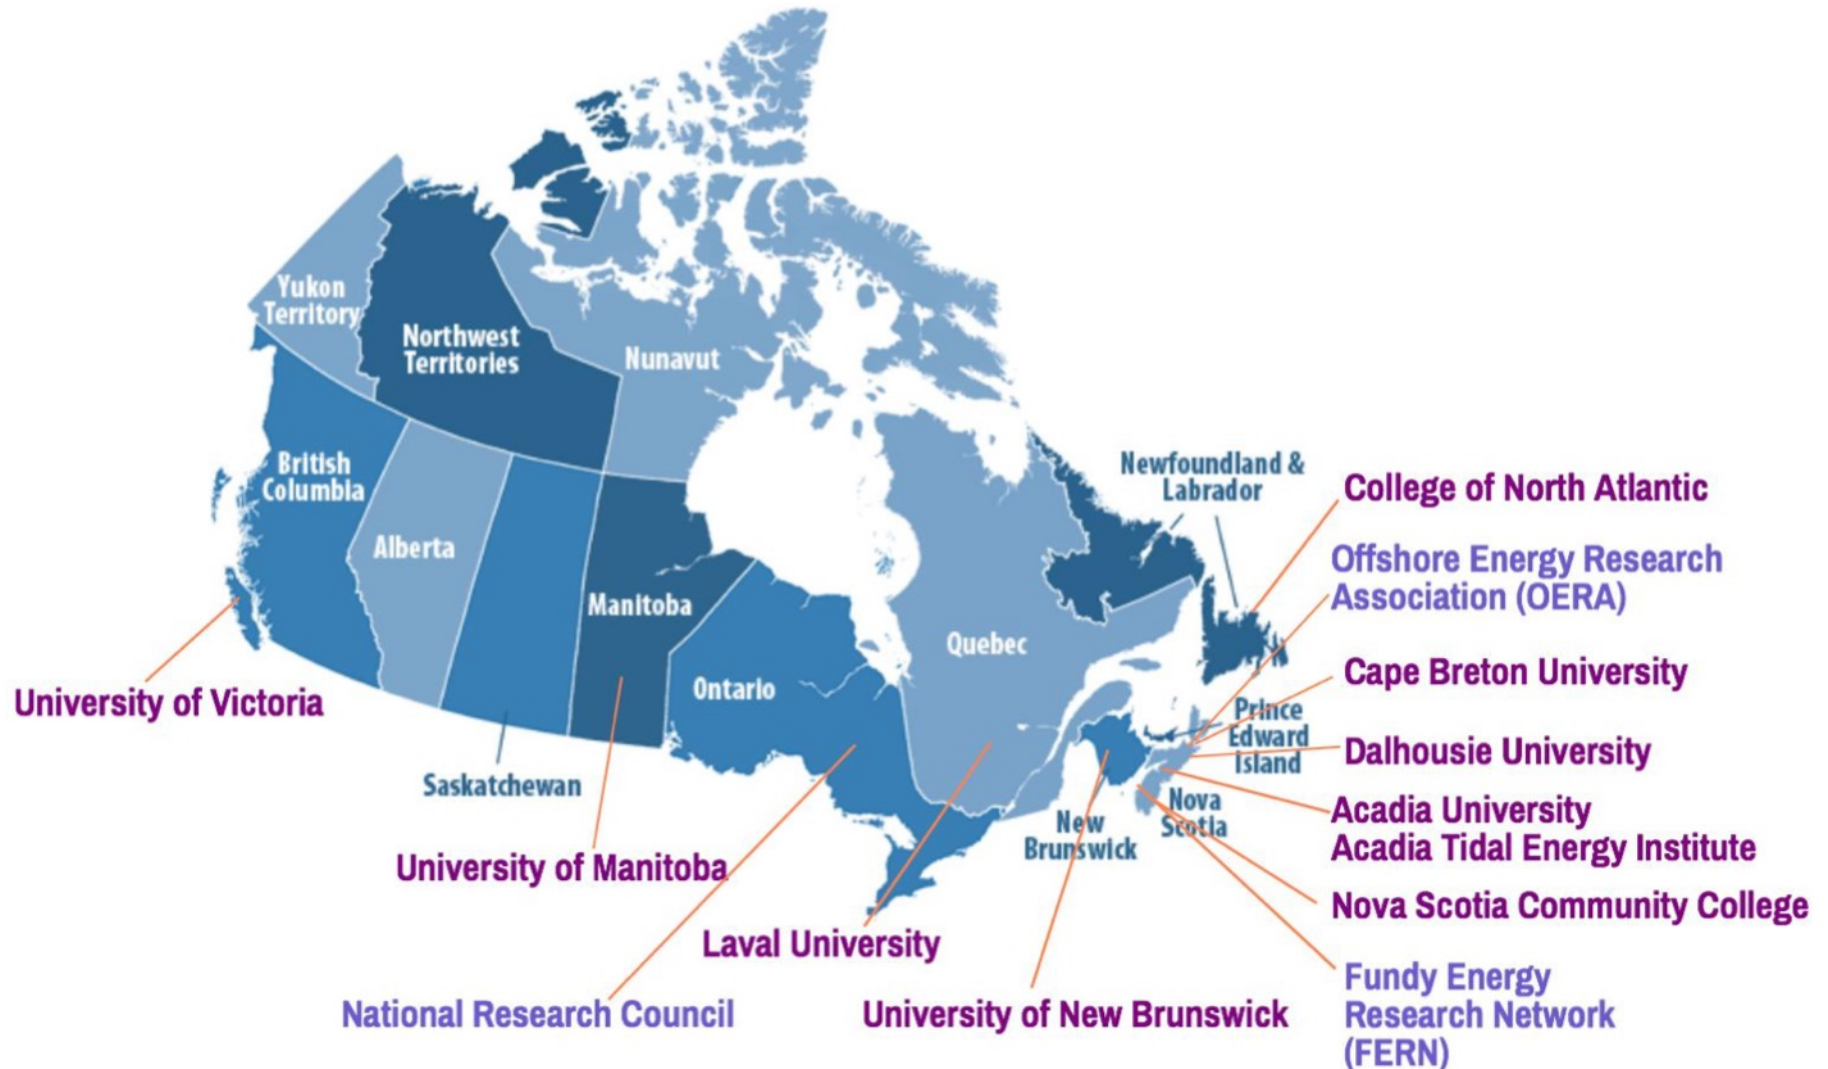 Yukon
Territory
Northwest
Territories
Nunavut
British
Columbia
Alberta
Manitoba
Newfoundland &
Labrador
Quebec
Ontario
Saskatchewan
Prince
Edward
Island
Nova
Scotia
New
Brunswick
College of North Atlantic
Offshore Energy Research
Association (OERA)
Cape Breton University
Dalhousie University
Acadia University
Acadia Tidal Energy Institute
Nova Scotia Community College
Fundy Energy
Research Network
(FERN)
University of Victoria
University of Manitoba
Laval University
National Research Council
University of New Brunswick